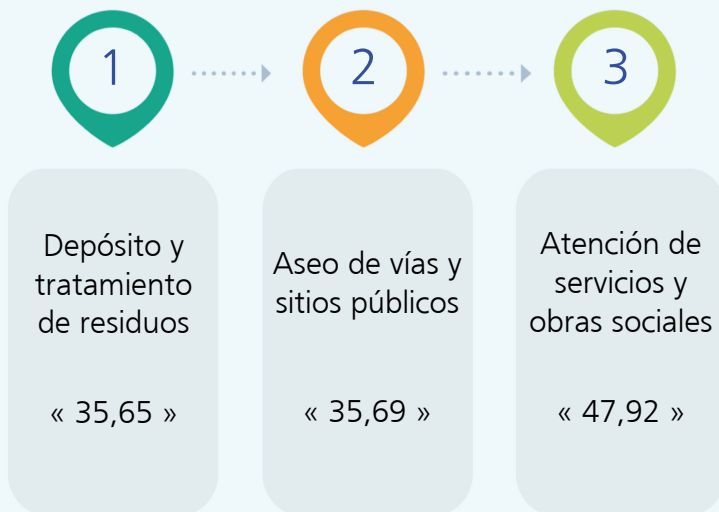 1
2
3
Depósito y
tratamiento
de residuos
« 35,65 »
Aseo de vías y
sitios públicos
« 35,69 »
Atención de
servicios y
obras sociales
« 47,92 »